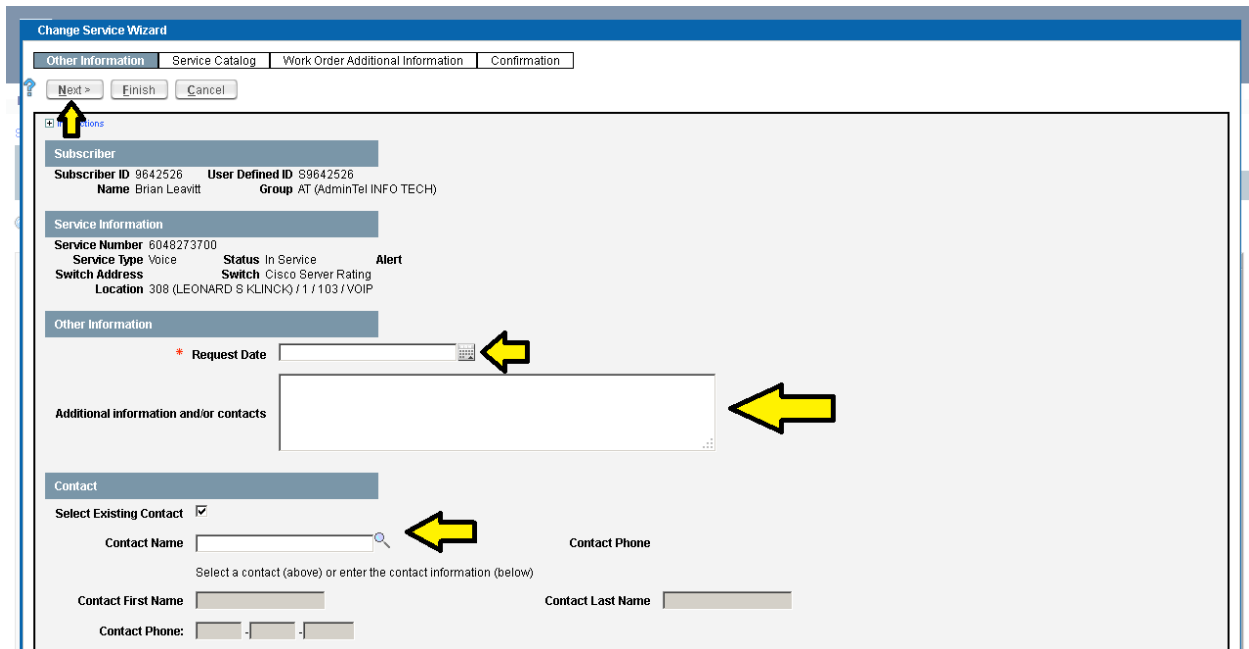 Change Service Wizard
Other Information Service Catalog Work Order Additional Information Confirmation
? Next > Finish Cancel
Subscriber
Subscriber ID 9642526 User Defined ID S9642526
Name Brian Leavitt Group AT (AdminTel INFO TECH)
Service Information
Service Number 6048273700
Service Type Voice Status In Service Alert
Switch Address Switch Cisco Server Rating
Location 308 (LEONARD S KLINCK) / 1 / 103 / VOIP
Other Information
* Request Date
Additional information and/or contacts
Contact
Select Existing Contact
Contact Name Contact Phone
Select a contact (above) or enter the contact information (below)
Contact First Name Contact Last Name
Contact Phone: - -